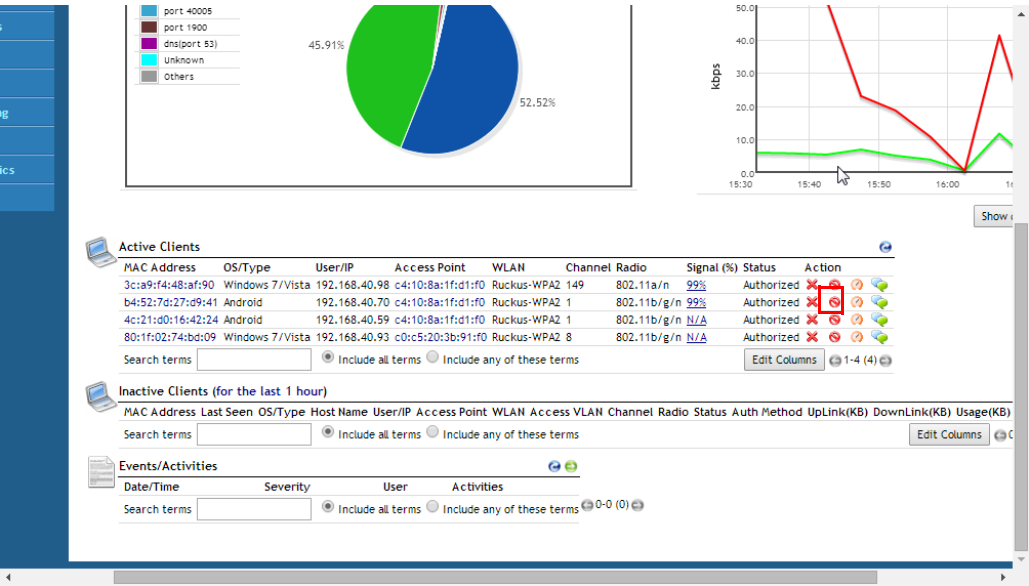 port 40005
port 1900
dns(port 53)
Unknown
Others
45.91%
52.52%
50.0
40.0
30.0
20.0
10.0
0.0
kbps
15:30 15:40 15:50 16:00
s
ng
ics
Show
Active Clients
MAC Address OS/Type User/IP Access Point WLAN Channel Radio Signal (%) Status Action
3c:a9:f4:48:af:90 Windows 7/Vista 192.168.40.98 c4:10:8a:1f:d1:f0 Ruckus-WPA2 149 802.11a/n 99% Authorized
b4:52:7d:27:d9:41 Android 192.168.40.70 c4:10:8a:1f:d1:f0 Ruckus-WPA2 1 802.11b/g/n 99% Authorized
4c:21:d0:16:42:24 Android 192.168.40.59 c4:10:8a:1f:d1:f0 Ruckus-WPA2 1 802.11b/g/n N/A Authorized
80:1f:02:74:bd:09 Windows 7/Vista 192.168.40.93 c0:c5:20:3b:91:f0 Ruckus-WPA2 8 802.11b/g/n N/A Authorized
Search terms Include all terms Include any of these terms Edit Columns 1-4 (4)
Inactive Clients (for the last 1 hour)
MAC Address Last Seen OS/Type Host Name User/IP Access Point WLAN Access VLAN Channel Radio Status Auth Method UpLink(KB) DownLink(KB) Usage(KB)
Search terms Include all terms Include any of these terms Edit Columns
Events/Activities
Date/Time Severity User Activities
Search terms Include all terms Include any of these terms 0-0 (0)